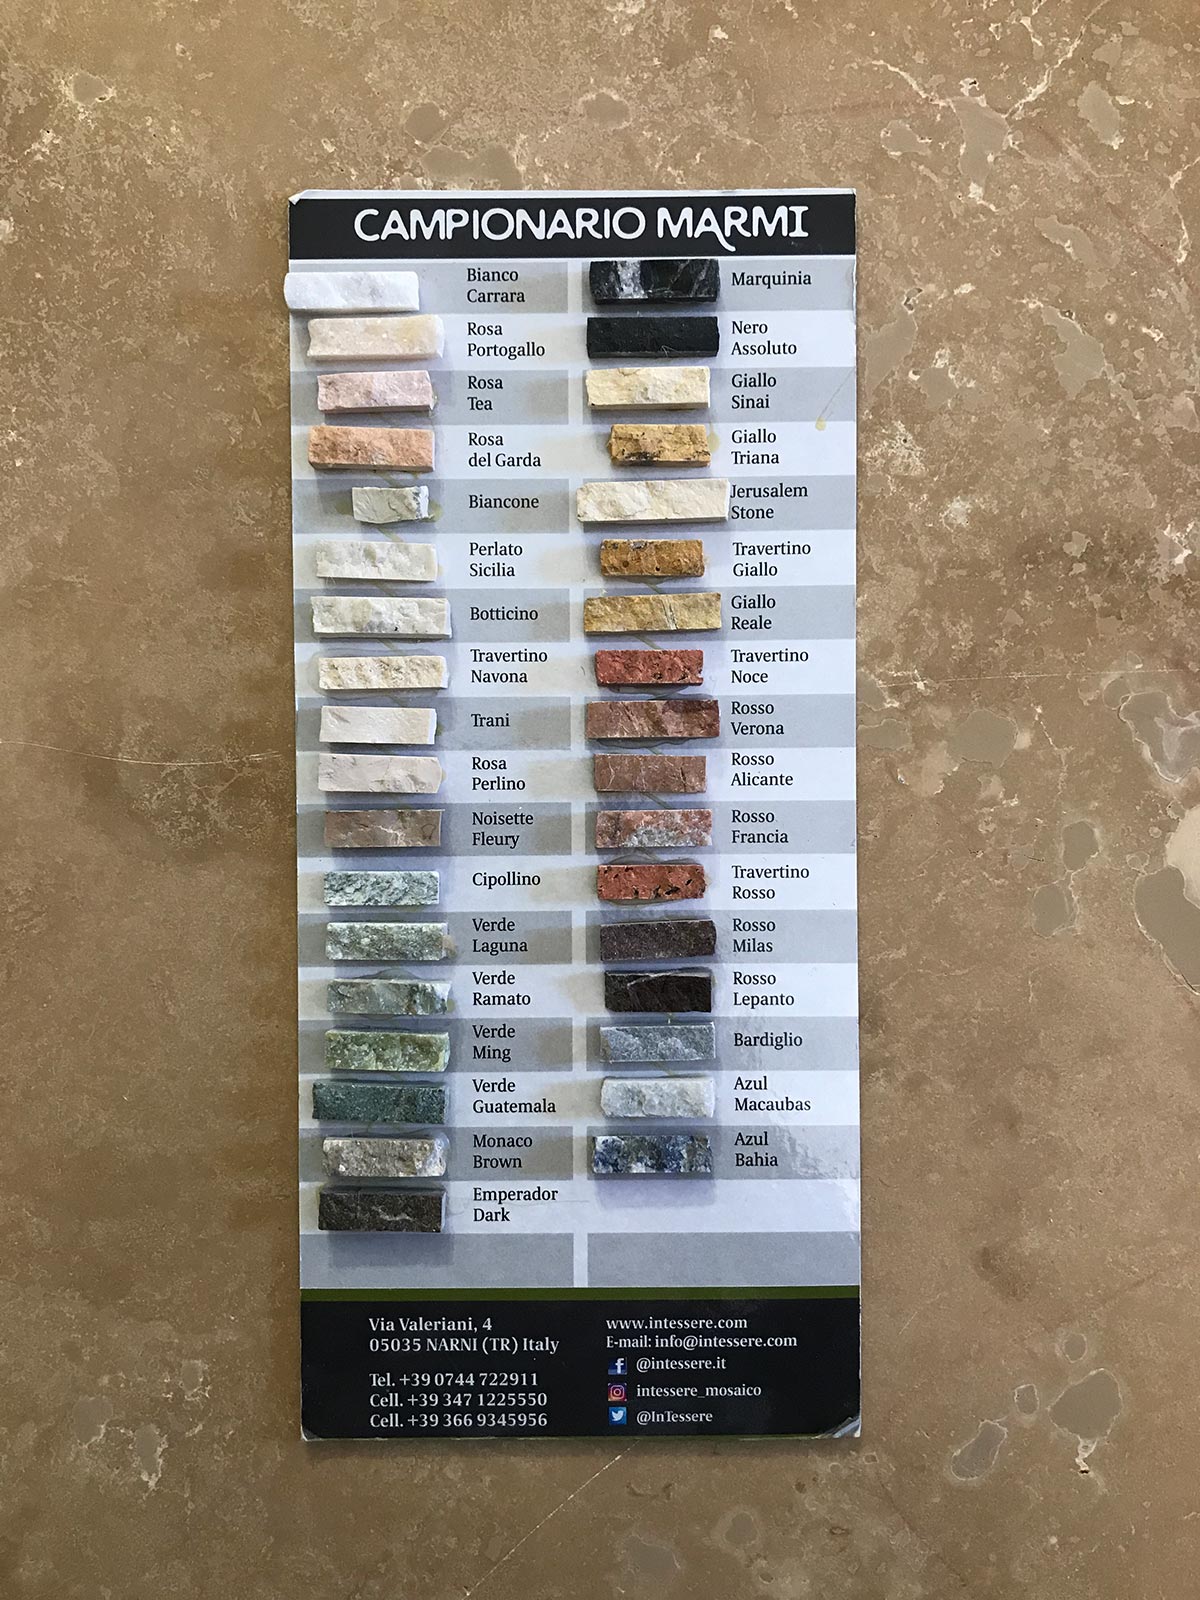 CAMPIONARIO MARMI
Bianco
Carrara
Rosa
Portogallo
Rosa
Tea
Rosa
del Garda
Biancone
Perlato
Sicilia
Botticino
Travertino
Navona
Trani
Rosa
Perlino
Noisette
Fleury
Cipollino
Verde
Laguna
Verde
Ramato
Verde
Ming
Verde
Guatemala
Monaco
Brown
Emperador
Dark
Marquinia
Nero
Assoluto
Giallo
Sinai
Giallo
Triana
Jerusalem
Stone
Travertino
Giallo
Giallo
Reale
Travertino
Noce
Rosso
Verona
Rosso
Alicante
Rosso
Francia
Travertino
Rosso
Rosso
Milas
Rosso
Lepanto
Bardiglio
Azul
Macaubas
Azul
Bahia
Via Valeriani, 4
05035 NARNI (TR) Italy
Tel. +39 0744 722911
Cell. +39 347 1225550
Cell. +39 366 9345956
www.intessere.com
E-mail: info@intessere.com
@intessere.it
intessere_mosaico
@InTessere